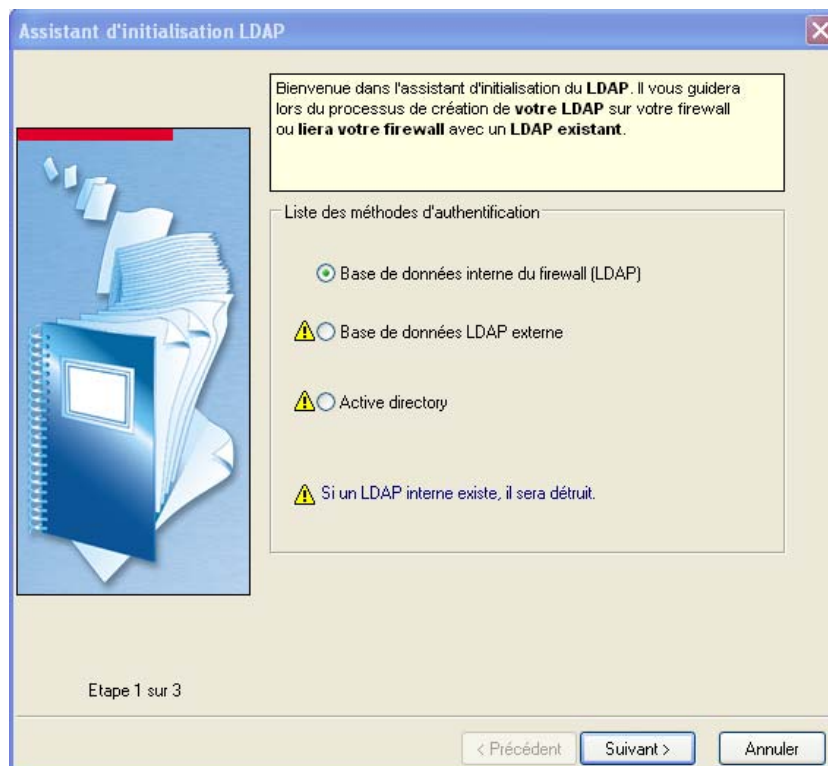 Assistant d'initialisation LDAP
Bienvenue dans l'assistant d'initialisation du LDAP. Il vous guidera
lors du processus de création de votre LDAP sur votre firewall
ou liera votre firewall avec un LDAP existant.
Liste des méthodes d'authentification
Base de données interne du firewall (LDAP)
Base de données LDAP externe
Active directory
Si un LDAP interne existe, il sera détruit.
Etape 1 sur 3
< Précédent
Suivant >
Annuler